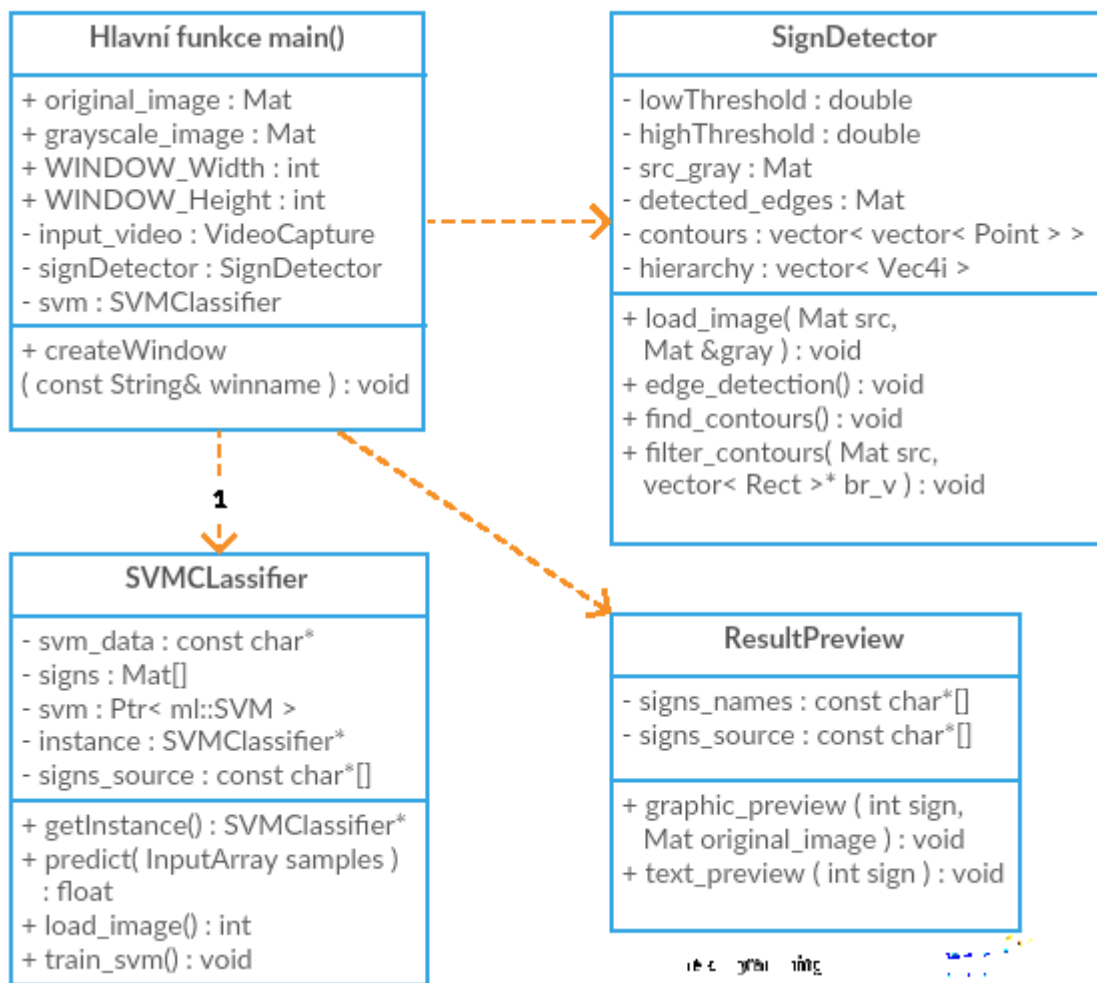 Hlavní funkce main()
+ original_image : Mat
+ grayscale_image : Mat
+ WINDOW_Width : int
+ WINDOW_Height : int
- input_video : VideoCapture
- signDetector : SignDetector
- svm : SVMClassifier
+ createWindow
( const String& winname ) : void
SignDetector
- lowThreshold : double
- highThreshold : double
- src_gray : Mat
- detected_edges : Mat
- contours : vector< vector< Point > >
- hierarchy : vector< Vec4i >
+ load_image( Mat src,
Mat &gray ) : void
+ edge_detection() : void
+ find_contours() : void
+ filter_contours( Mat src,
vector< Rect >* br_v ) : void
1
SVMCLassifier
- svm_data : const char*
- signs : Mat[]
- svm : Ptr< ml::SVM >
- instance : SVMClassifier*
- signs_source : const char*[]
+ getInstance() : SVMClassifier*
+ predict( InputArray samples )
: float
+ load_image() : int
+ train_svm() : void
ResultPreview
- signs_names : const char*[]
- signs_source : const char*[]
+ graphic_preview ( int sign,
Mat original_image ) : void
+ text_preview ( int sign ) : void